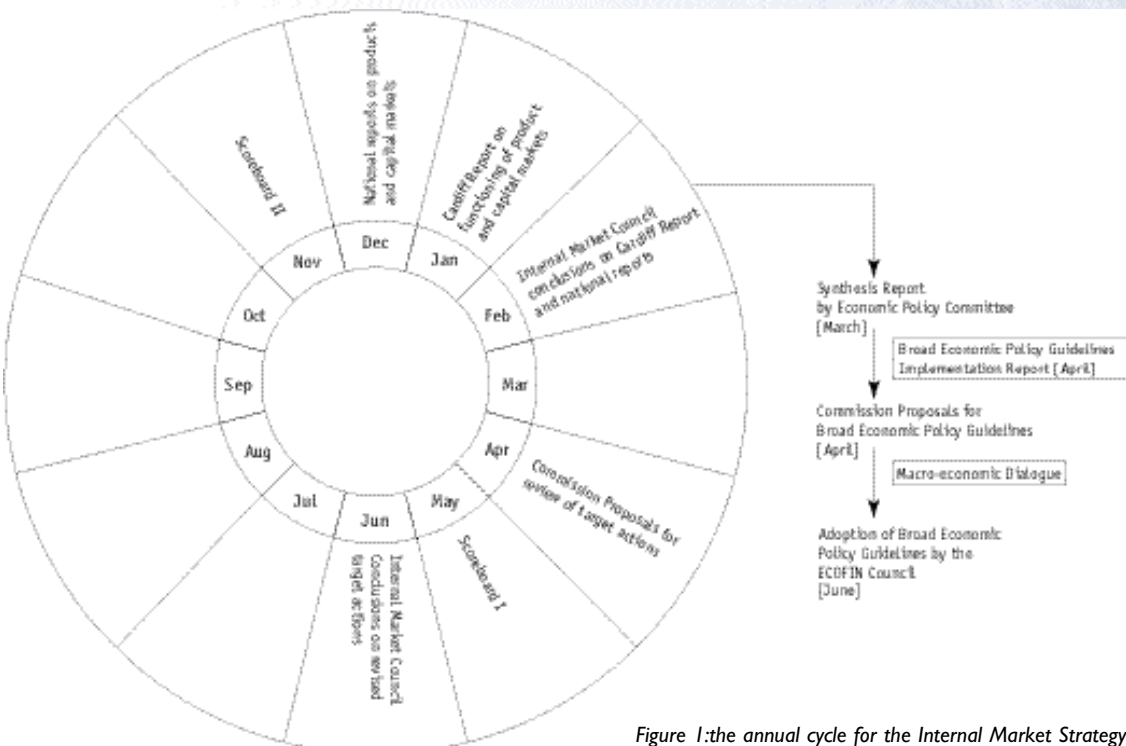 National reports on products
and capital markets
Cardiff Report on
functioning of product
and capital markets
Internal Market Council
conclusions on Cardiff Report
and national reports
Commission Proposals for
review of target actions
Scoreboard I
Internal Market Council
Conclusions on revised
target actions
Scoreboard II
Dec
Jan
Feb
Mar
Apr
May
Jun
Jul
Aug
Sep
Oct
Nov
Synthesis Report
by Economic Policy Committee
[March]
Broad Economic Policy Guidelines
Implementation Report [April]
Commission Proposals for
Broad Economic Policy Guidelines
[April]
Macro-economic Dialogue
Adoption of Broad Economic
Policy Guidelines by the
ECOFIN Council
[June]
Figure 1:the annual cycle for the Internal Market Strategy